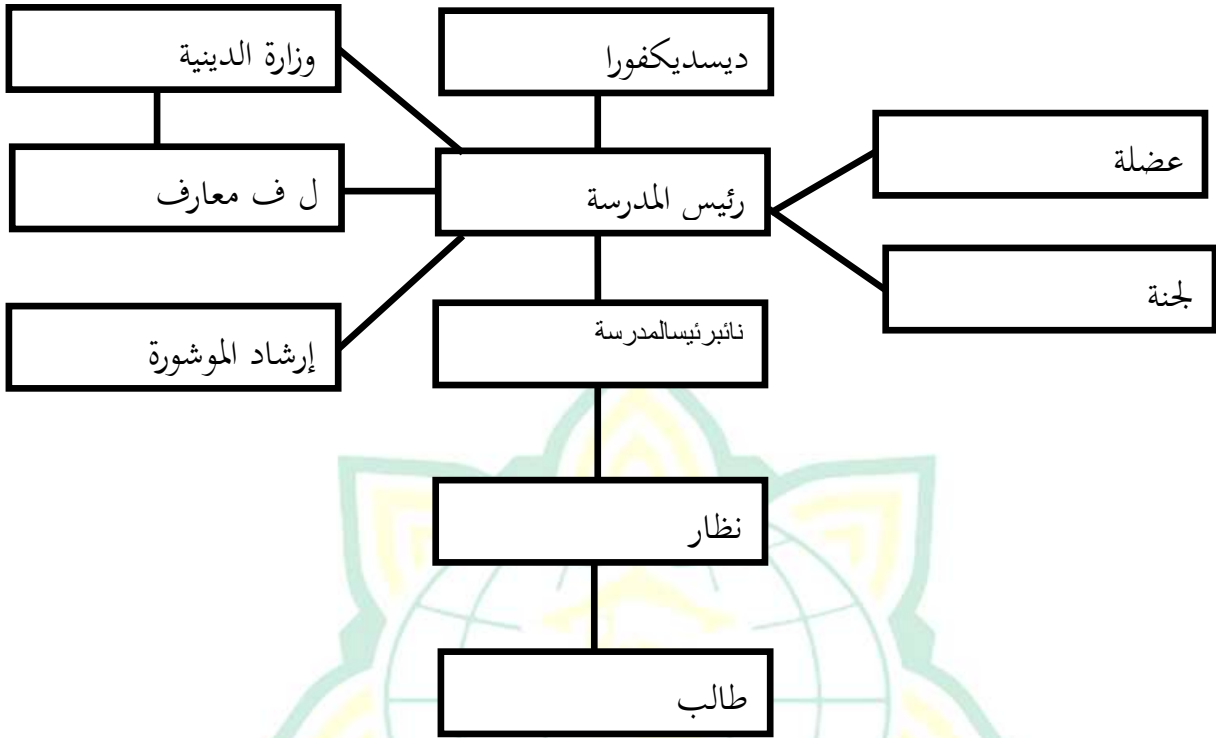 وزارة الدينية
ديسديكفورا
عضلة
ل ف معارف
رئيس المدرسة
لجنة
إرشاد الموشورة
نائبرئيسالمدرسة
نظار
طالب